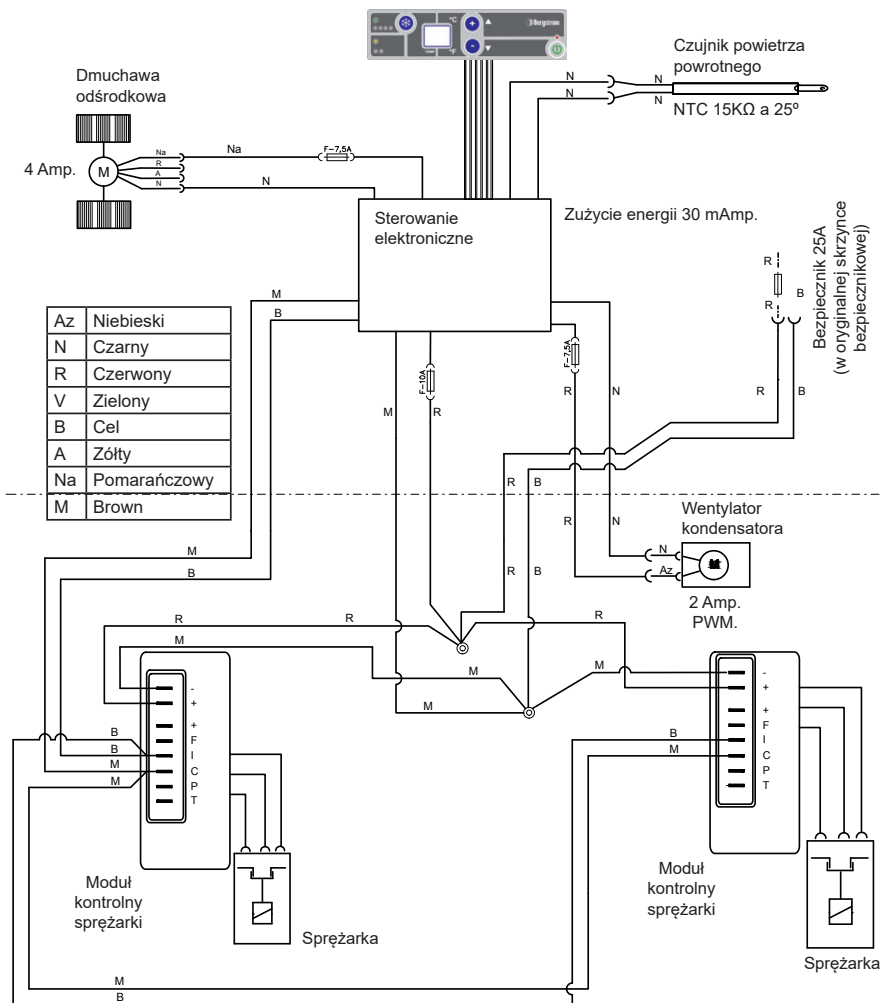 °C
°F
Bergstrom
Czujnik powietrza
powrotnego
NTC 15KΩ a 25º
N
N
N
N
Dmuchawa
odśrodkowa
4 Amp.
M
Na
R
A
N
Na
N
F-7,5A
Sterowanie
elektroniczne
Zużycie energii 30 mAmp.
Bezpiecznik 25A
(w oryginalnej skrzynce
bezpiecznikowej)
R
R
B
R
B
M
B
Az Niebieski
N Czarny
R Czerwony
V Zielony
B Cel
A Zółty
Na Pomarańczowy
M Brown
F-10A
F-7,5A
M
R
R
N
R
B
R
N
R
B
Wentylator
kondensatora
N
Az
2 Amp.
PWM.
M
B
R
R
R
M
M
M
M
-
+
+
F
I
C
P
T
B
B
M
M
-
+
+
F
I
C
P
T
B
M
Moduł
kontrolny
sprężarki
Sprężarka
Moduł
kontrolny
sprężarki
Sprężarka
M
B